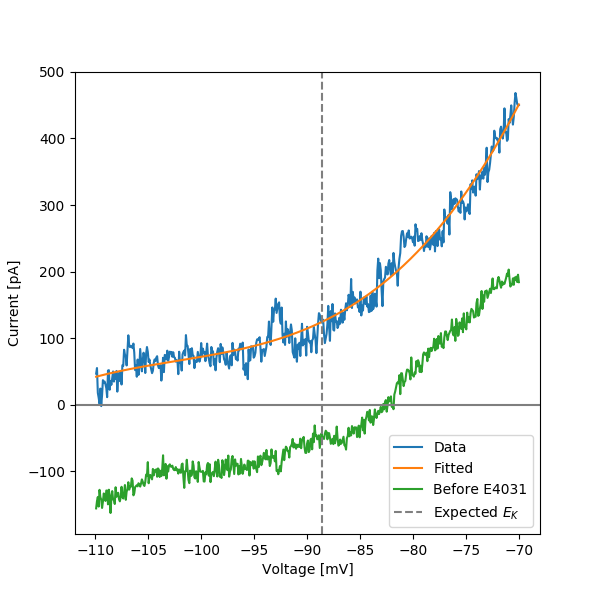 500
400
300
200
100
0
−100
Current [pA]
−110
−105
−100
−95
−90
−85
−80
−75
−70
Voltage [mV]
Data
Fitted
Before E4031
Expected E_K